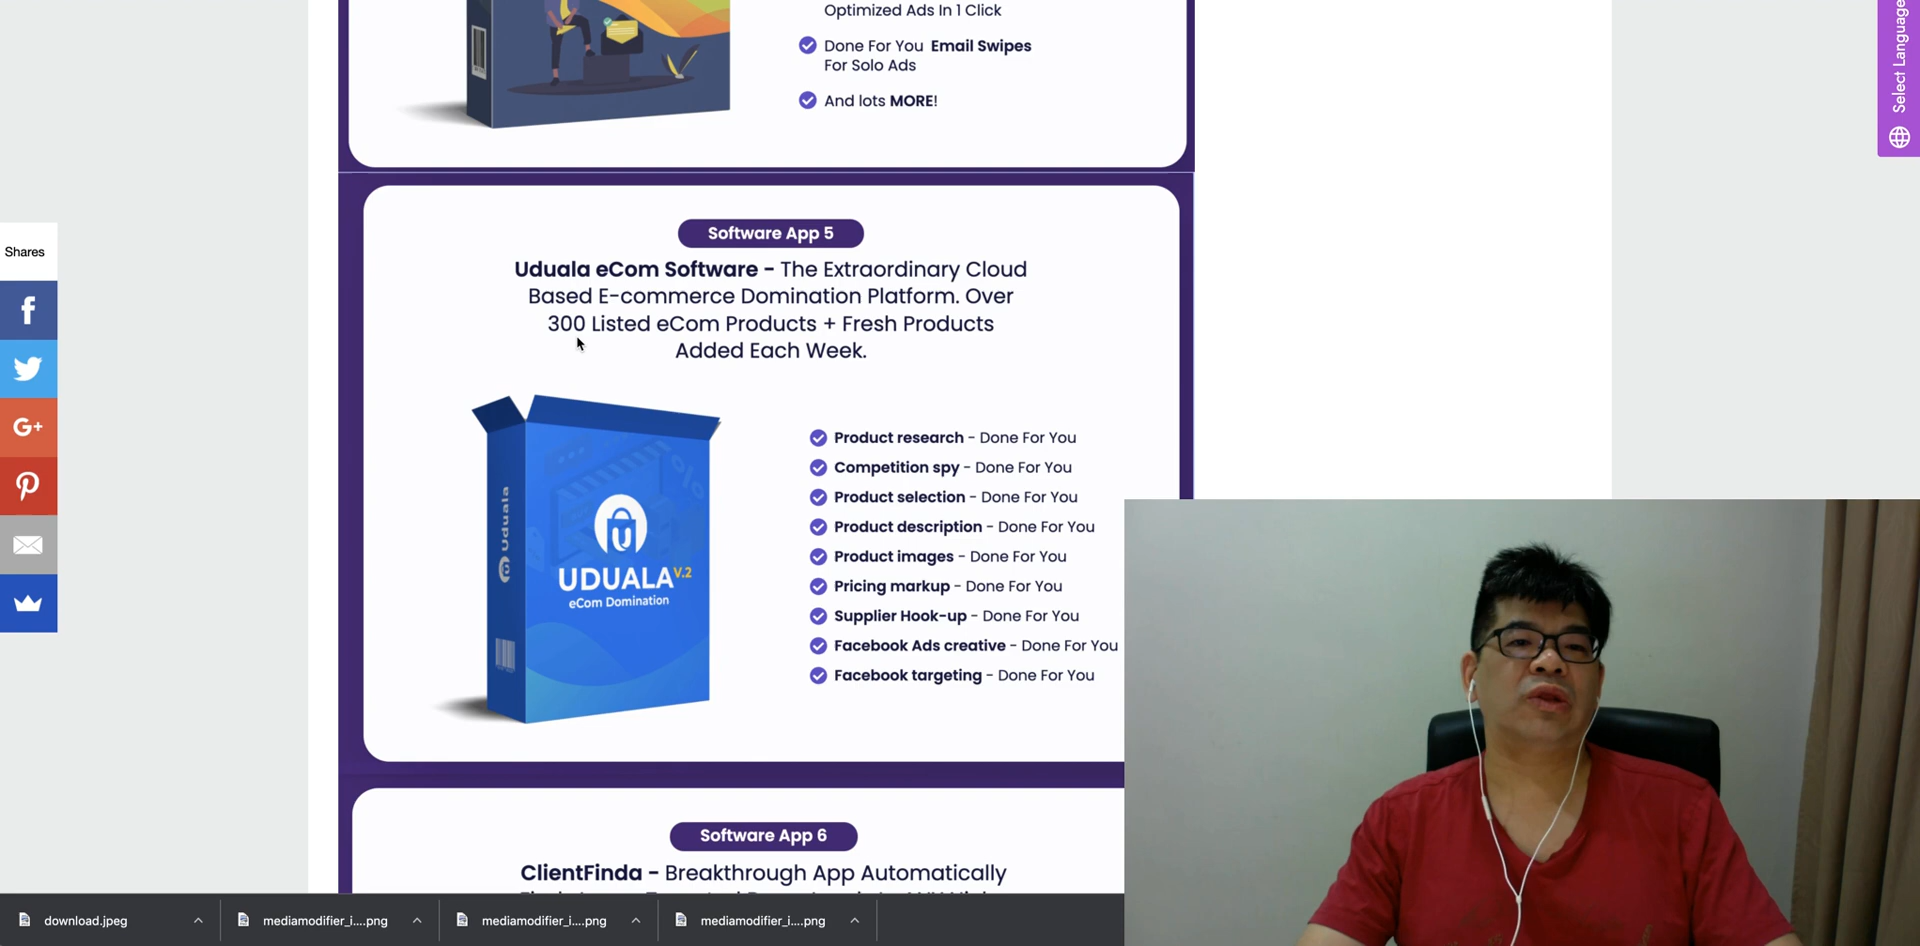 Optimized Ads In 1 Click
Done For You Email Swipes
For Solo Ads
And lots MORE!
Select Language
Shares
Software App 5
Uduala eCom Software - The Extraordinary Cloud
Based E-commerce Domination Platform. Over
300 Listed eCom Products + Fresh Products
Added Each Week.
Uduala
UDUALA V.2
eCom Domination
Product research - Done For You
Competition spy - Done For You
Product selection - Done For You
Product description - Done For You
Product images - Done For You
Pricing markup - Done For You
Supplier Hook-up - Done For You
Facebook Ads creative - Done For You
Facebook targeting - Done For You
Software App 6
ClientFinda - Breakthrough App Automatically
download.jpeg
mediamodifier_i....png
mediamodifier_i....png
mediamodifier_i....png